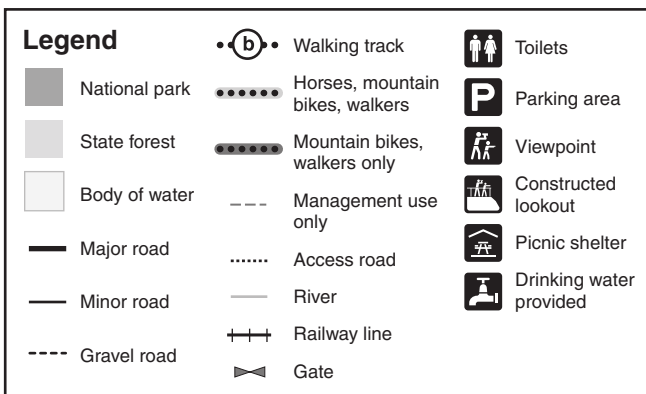 Legend
National park
State forest
Body of water
Major road
Minor road
Gravel road
b
Walking track
Horses, mountain
bikes, walkers
Mountain bikes,
walkers only
Management use
only
Access road
River
Railway line
Gate
Toilets
P
Parking area
Viewpoint
Constructed
lookout
Picnic shelter
Drinking water
provided